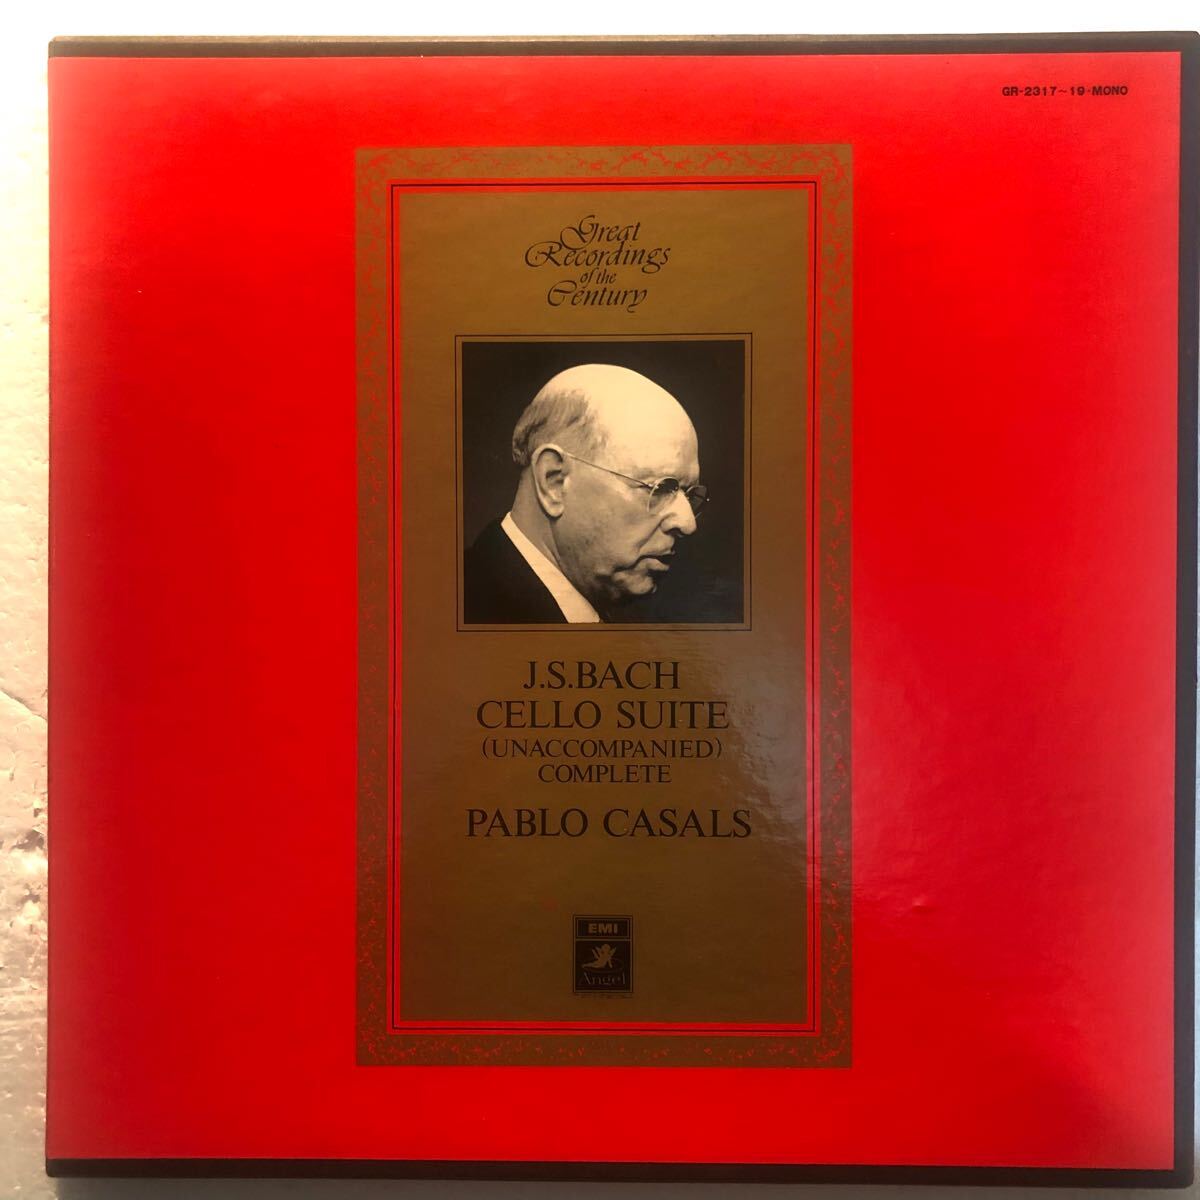 GR-2317~19·MONO
Great
Recordings
of the
Century
J.S.BACH
CELLO SUITE
(UNACCOMPANIED)
COMPLETE
PABLO CASALS
EMI
Angel